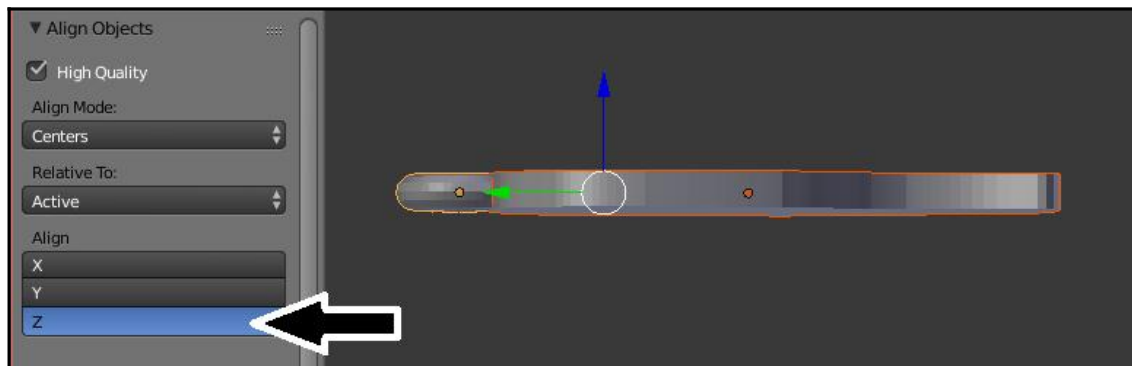 Align Objects
High Quality
Align Mode:
Centers
Relative To:
Active
Align
X
Y
Z